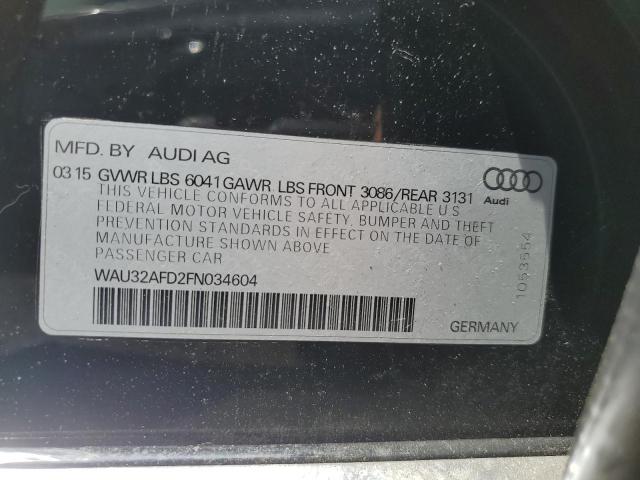 MFD. BY AUDI AG
03 15 GVWR LBS 6041 GAWR LBS FRONT 3086/REAR 3131
THIS VEHICLE CONFORMS TO ALL APPLICABLE U S
FEDERAL MOTOR VEHICLE SAFETY, BUMPER AND THEFT
PREVENTION STANDARDS IN EFFECT ON THE DATE OF
MANUFACTURE SHOWN ABOVE
PASSENGER CAR
WAU32AFD2FN034604
GERMANY
Audi
1053554